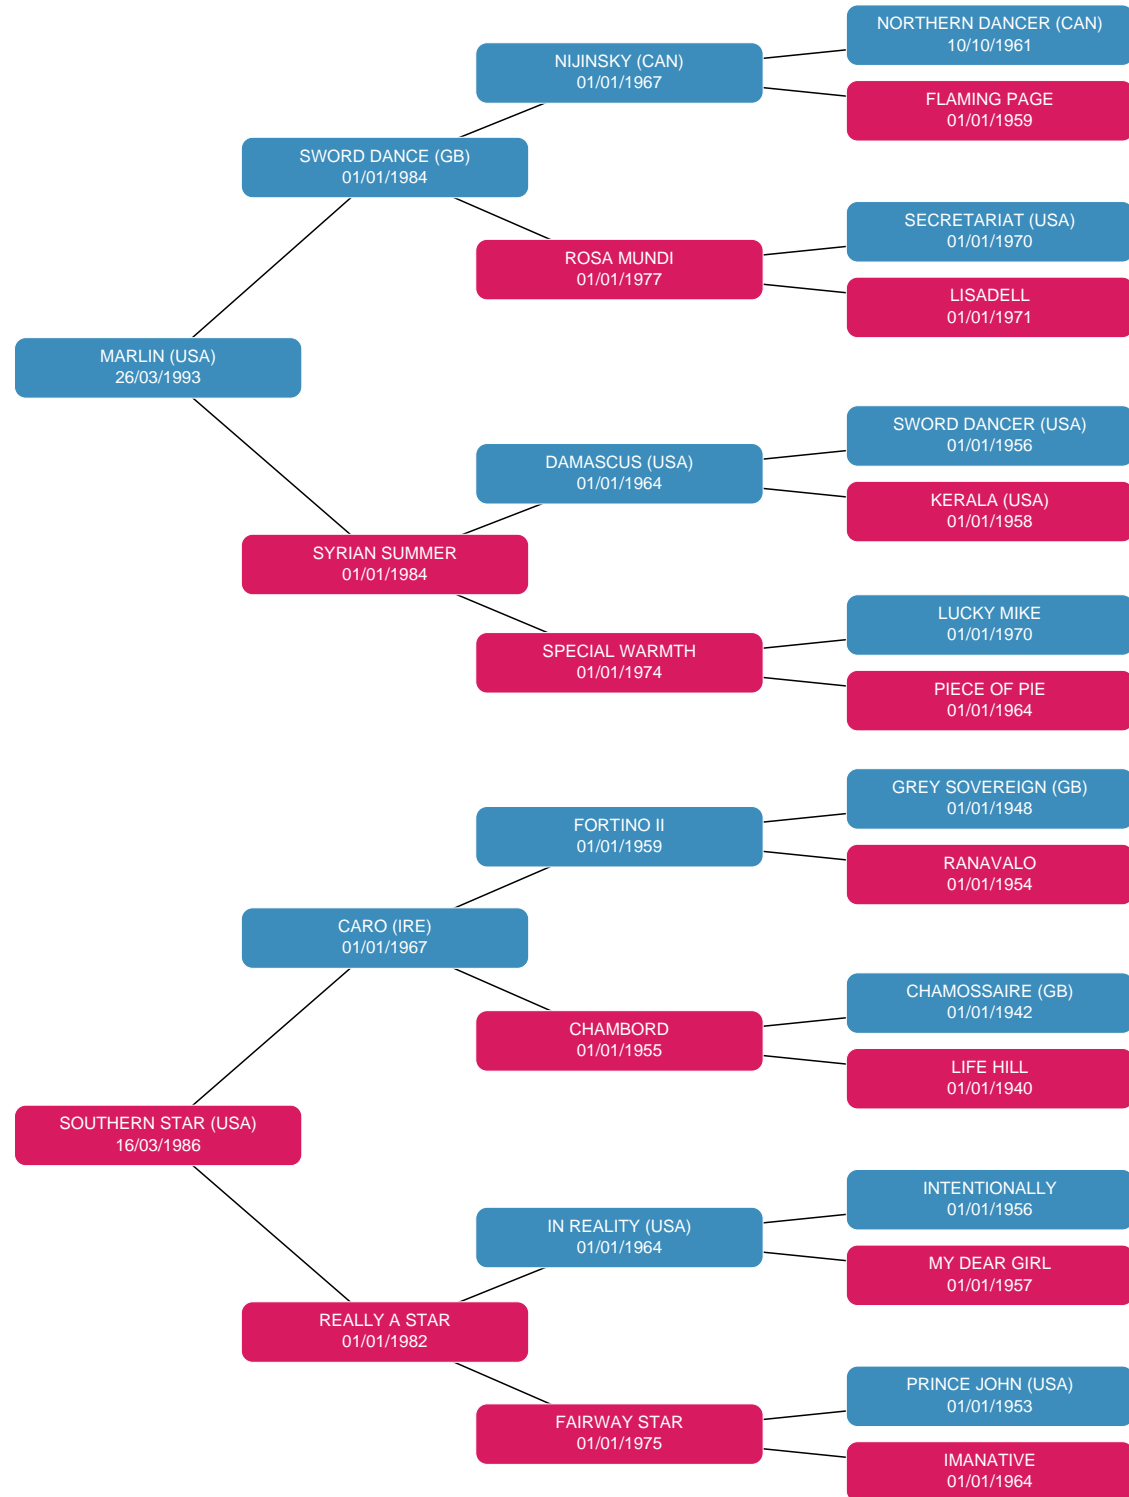 NORTHERN DANCER (CAN)
10/10/1961
NIJINSKY (CAN)
01/01/1967
FLAMING PAGE
01/01/1959
SWORD DANCE (GB)
01/01/1984
SECRETARIAT (USA)
01/01/1970
ROSA MUNDI
01/01/1977
LISADELL
01/01/1971
MARLIN (USA)
26/03/1993
SWORD DANCER (USA)
01/01/1956
DAMASCUS (USA)
01/01/1964
KERALA (USA)
01/01/1958
SYRIAN SUMMER
01/01/1984
LUCKY MIKE
01/01/1970
SPECIAL WARMTH
01/01/1974
PIECE OF PIE
01/01/1964
GREY SOVEREIGN (GB)
01/01/1948
FORTINO II
01/01/1959
RANAVALO
01/01/1954
CARO (IRE)
01/01/1967
CHAMOSSAIRE (GB)
01/01/1942
CHAMBORD
01/01/1955
LIFE HILL
01/01/1940
SOUTHERN STAR (USA)
16/03/1986
INTENTIONALLY
01/01/1956
IN REALITY (USA)
01/01/1964
MY DEAR GIRL
01/01/1957
REALLY A STAR
01/01/1982
PRINCE JOHN (USA)
01/01/1953
FAIRWAY STAR
01/01/1975
IMANATIVE
01/01/1964